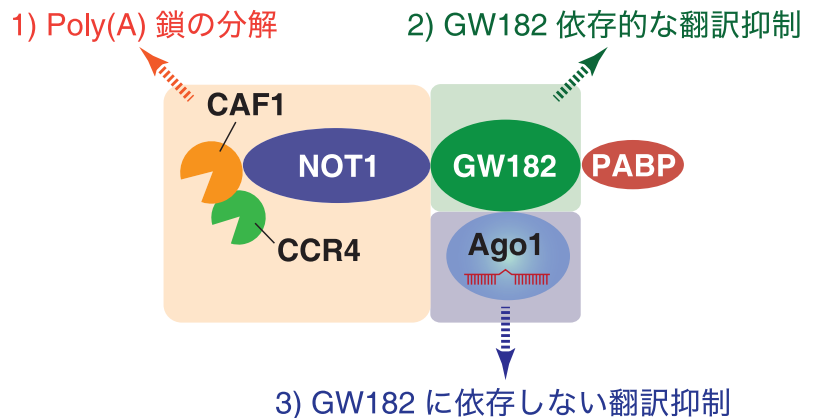 1) Poly(A) 鎖の分解
2) GW182 依存的な翻訳抑制
CAF1
NOT1
GW182
PABP
CCR4
Ago1
3) GW182 に依存しない翻訳抑制